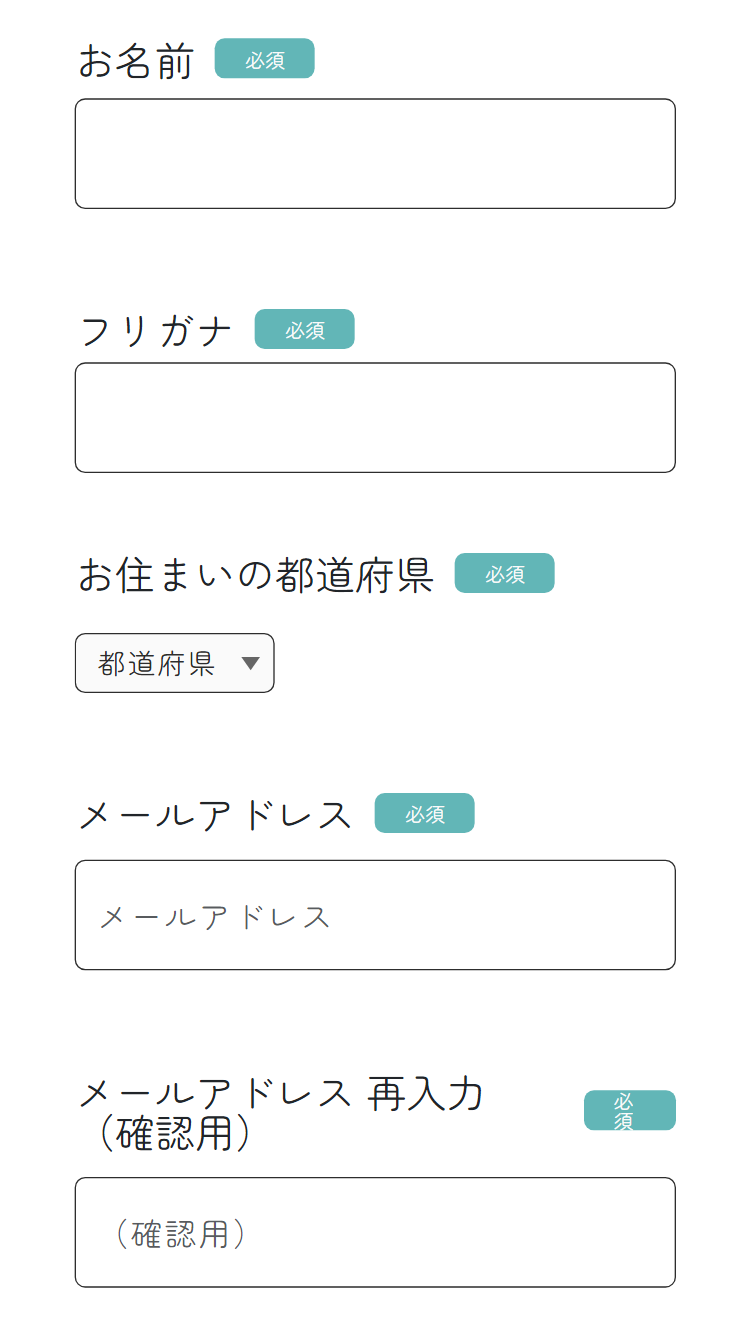 お名前 必須
フリガナ 必須
お住まいの都道府県 必須
都道府県
メールアドレス 必須
メールアドレス
メールアドレス 再入力
（確認用）
必
須
（確認用）